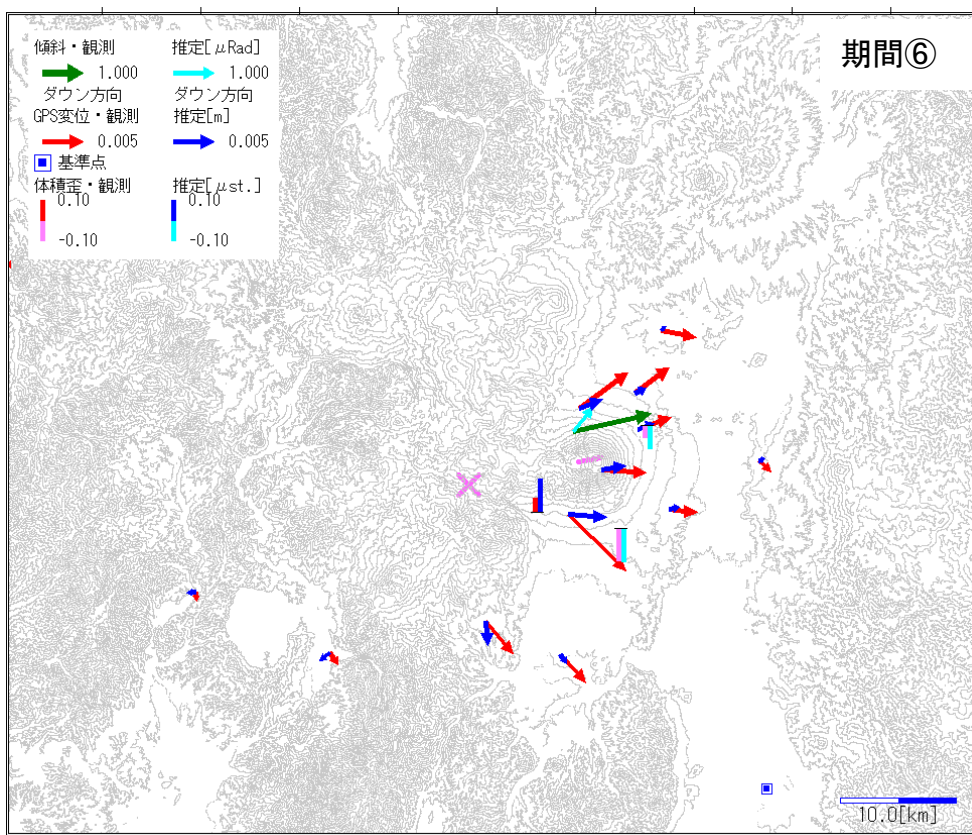 期間⑥
傾斜・観測 推定[μRad]
1.000 1.000
ダウン方向 ダウン方向
GPS変位・観測 推定[m]
0.005 0.005
基準点
体積歪・観測 推定[μst.]
0.10 0.10
-0.10 -0.10
10.0[km]